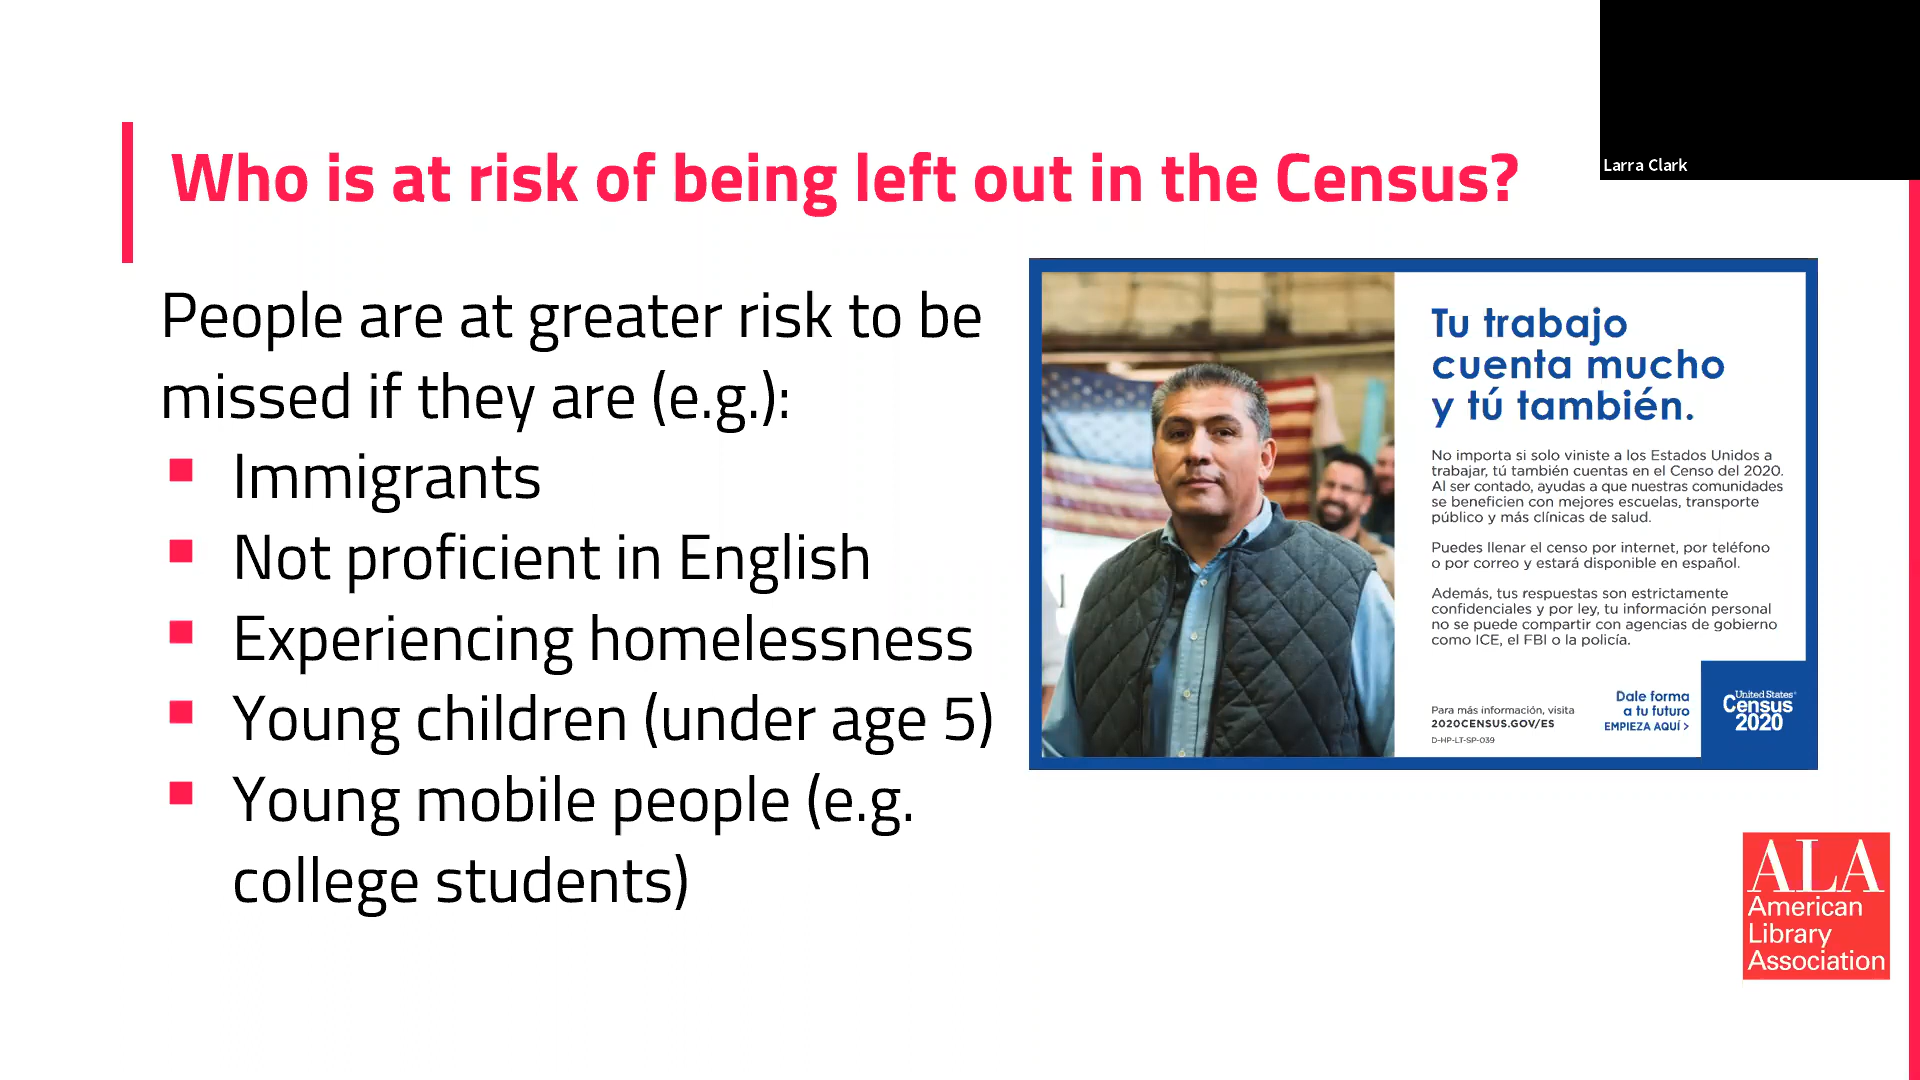 Larra Clark
Who is at risk of being left out in the Census?
People are at greater risk to be
missed if they are (e.g.):
Immigrants
Not proficient in English
Experiencing homelessness
Young children (under age 5)
Young mobile people (e.g.
college students)
Tu trabajo
cuenta mucho
y tú también.
No importa si solo viniste a los Estados Unidos a
trabajar, tú también cuentas en el Censo del 2020.
Al ser contado, ayudas a que nuestras comunidades
se beneficien con mejores escuelas, transporte
público y más clínicas de salud.
Puedes llenar el censo por internet, por teléfono
o por correo y estará disponible en español.
Además, tus respuestas son estrictamente
confidenciales y por ley, tu información personal
no se puede compartir con agencias de gobierno
como ICE, el FBI o la policía.
Para más información, visita
2020CENSUS.GOV/ES
D-HP-LT-SP-039
Dale forma
a tu futuro
EMPIEZA AQUÍ >
United States
Census
2020
ALA
American
Library
Association